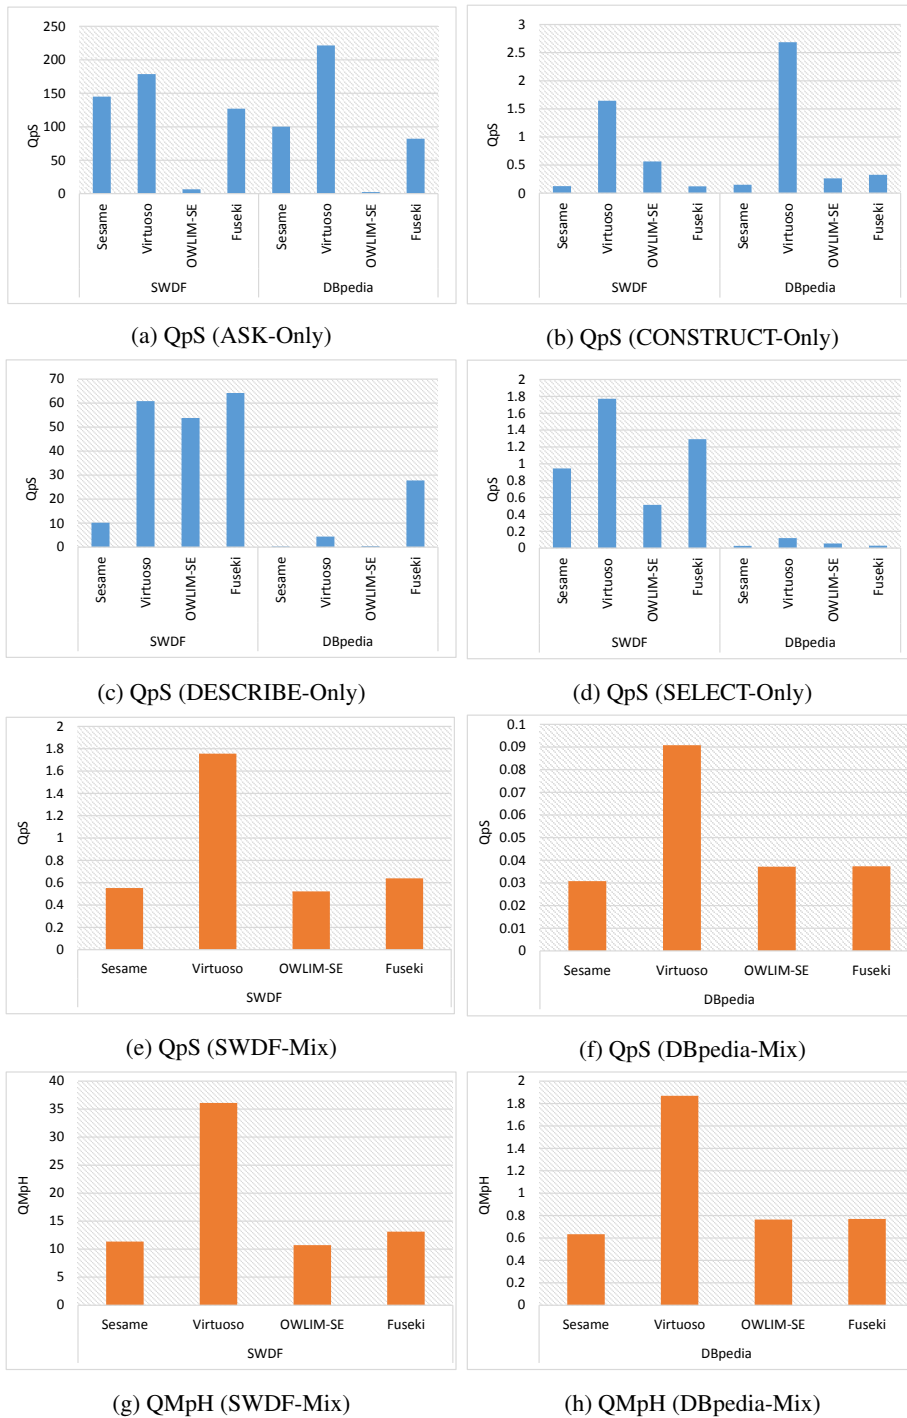 250
200
150
100
50
0
QpS
Sesame
Virtuoso
OWLIM-SE
Fuseki
Sesame
Virtuoso
OWLIM-SE
Fuseki
SWDF
DBpedia
(a) QpS (ASK-Only)
3
2.5
2
1.5
1
0.5
0
QpS
Sesame
Virtuoso
OWLIM-SE
Fuseki
Sesame
Virtuoso
OWLIM-SE
Fuseki
SWDF
DBpedia
(b) QpS (CONSTRUCT-Only)
70
60
50
40
30
20
10
0
QpS
Sesame
Virtuoso
OWLIM-SE
Fuseki
Sesame
Virtuoso
OWLIM-SE
Fuseki
SWDF
DBpedia
(c) QpS (DESCRIBE-Only)
2
1.8
1.6
1.4
1.2
1
0.8
0.6
0.4
0.2
0
QpS
Sesame
Virtuoso
OWLIM-SE
Fuseki
Sesame
Virtuoso
OWLIM-SE
Fuseki
SWDF
DBpedia
(d) QpS (SELECT-Only)
2
1.8
1.6
1.4
1.2
1
0.8
0.6
0.4
0.2
0
QpS
Sesame
Virtuoso
OWLIM-SE
Fuseki
SWDF
(e) QpS (SWDF-Mix)
0.1
0.09
0.08
0.07
0.06
0.05
0.04
0.03
0.02
0.01
0
QpS
Sesame
Virtuoso
OWLIM-SE
Fuseki
DBpedia
(f) QpS (DBpedia-Mix)
40
35
30
25
20
15
10
5
0
QMpH
Sesame
Virtuoso
OWLIM-SE
Fuseki
SWDF
(g) QMpH (SWDF-Mix)
2
1.8
1.6
1.4
1.2
1
0.8
0.6
0.4
0.2
0
QMpH
Sesame
Virtuoso
OWLIM-SE
Fuseki
DBpedia
(h) QMpH (DBpedia-Mix)